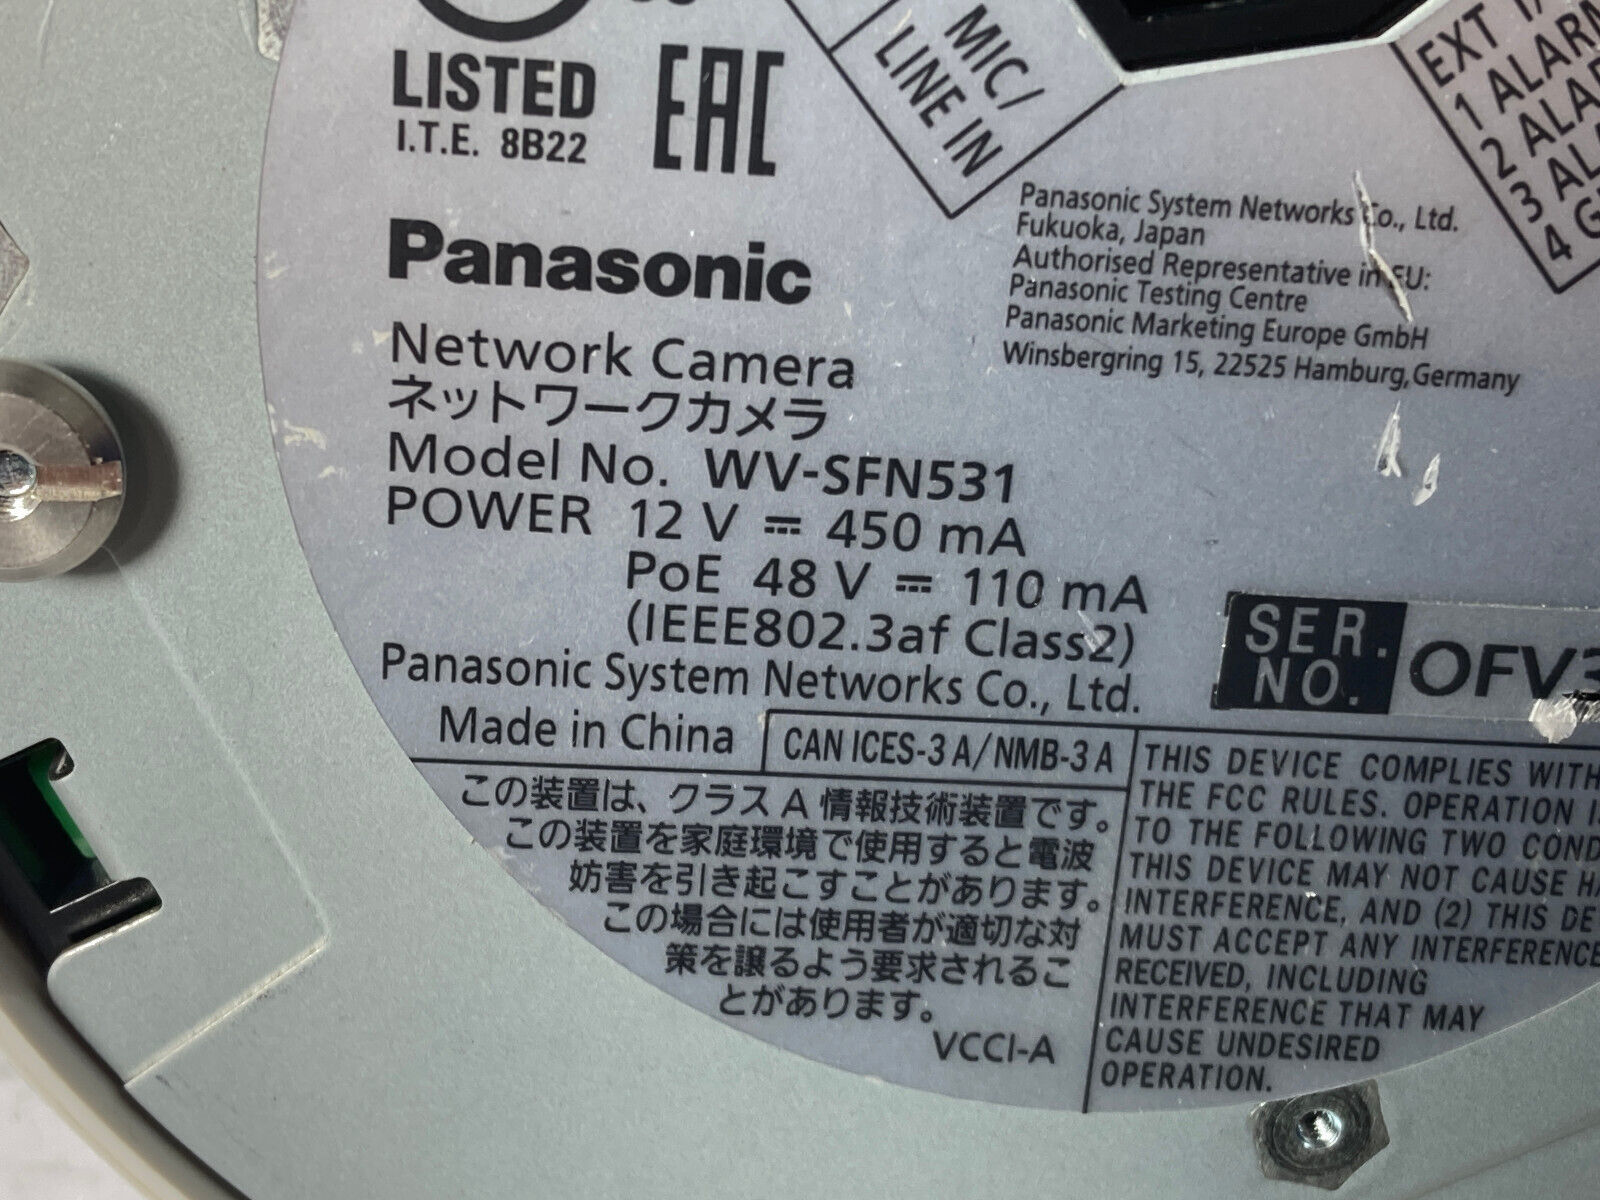 LISTED
I.T.E. 8B22
EAC
MIC/
LINE IN
EXT
1 ALARM
2
3
4
Panasonic System Networks Co., Ltd.
Fukuoka, Japan
Authorised Representative in EU:
Panasonic Testing Centre
Panasonic Marketing Europe GmbH
Winsbergring 15, 22525 Hamburg, Germany
Panasonic
Network Camera
ネットワークカメラ
Model No. WV-SFN531
POWER 12 V ⎓ 450 mA
PoE 48 V ⎓ 110 mA
(IEEE802.3af Class2)
Panasonic System Networks Co., Ltd.
Made in China
SER.
NO.
OFV3
CAN ICES-3 A/NMB-3 A
この装置は、クラス A 情報技術装置です。
この装置を家庭環境で使用すると電波
妨害を引き起こすことがあります。
この場合には使用者が適切な対
策を譲るよう要求されるこ
とがあります。
VCCI-A
THIS DEVICE COMPLIES WITH
THE FCC RULES. OPERATION
TO THE FOLLOWING TWO COND
THIS DEVICE MAY NOT CAUSE
INTERFERENCE, AND (2) THIS DE
MUST ACCEPT ANY INTERFERENCE
RECEIVED, INCLUDING
INTERFERENCE THAT MAY
CAUSE UNDESIRED
OPERATION.